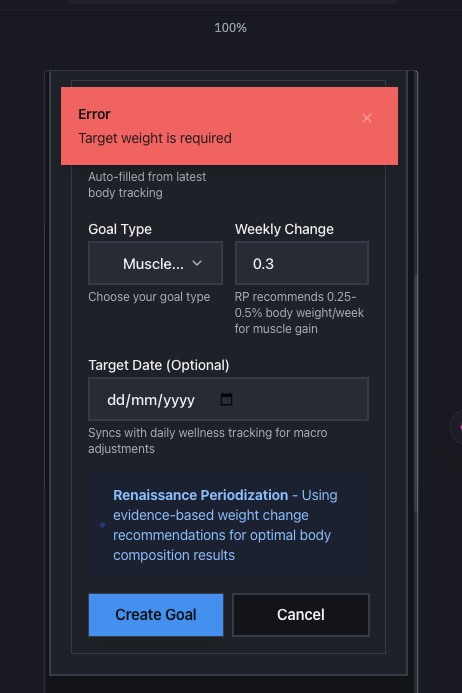 100%
Error
×
Target weight is required
Auto-filled from latest
body tracking
Goal Type
Weekly Change
Muscle...
0.3
Choose your goal type
RP recommends 0.25-
0.5% body weight/week
for muscle gain
Target Date (Optional)
dd/mm/yyyy
Syncs with daily wellness tracking for macro
adjustments
Renaissance Periodization - Using
evidence-based weight change
recommendations for optimal body
composition results
Create Goal
Cancel